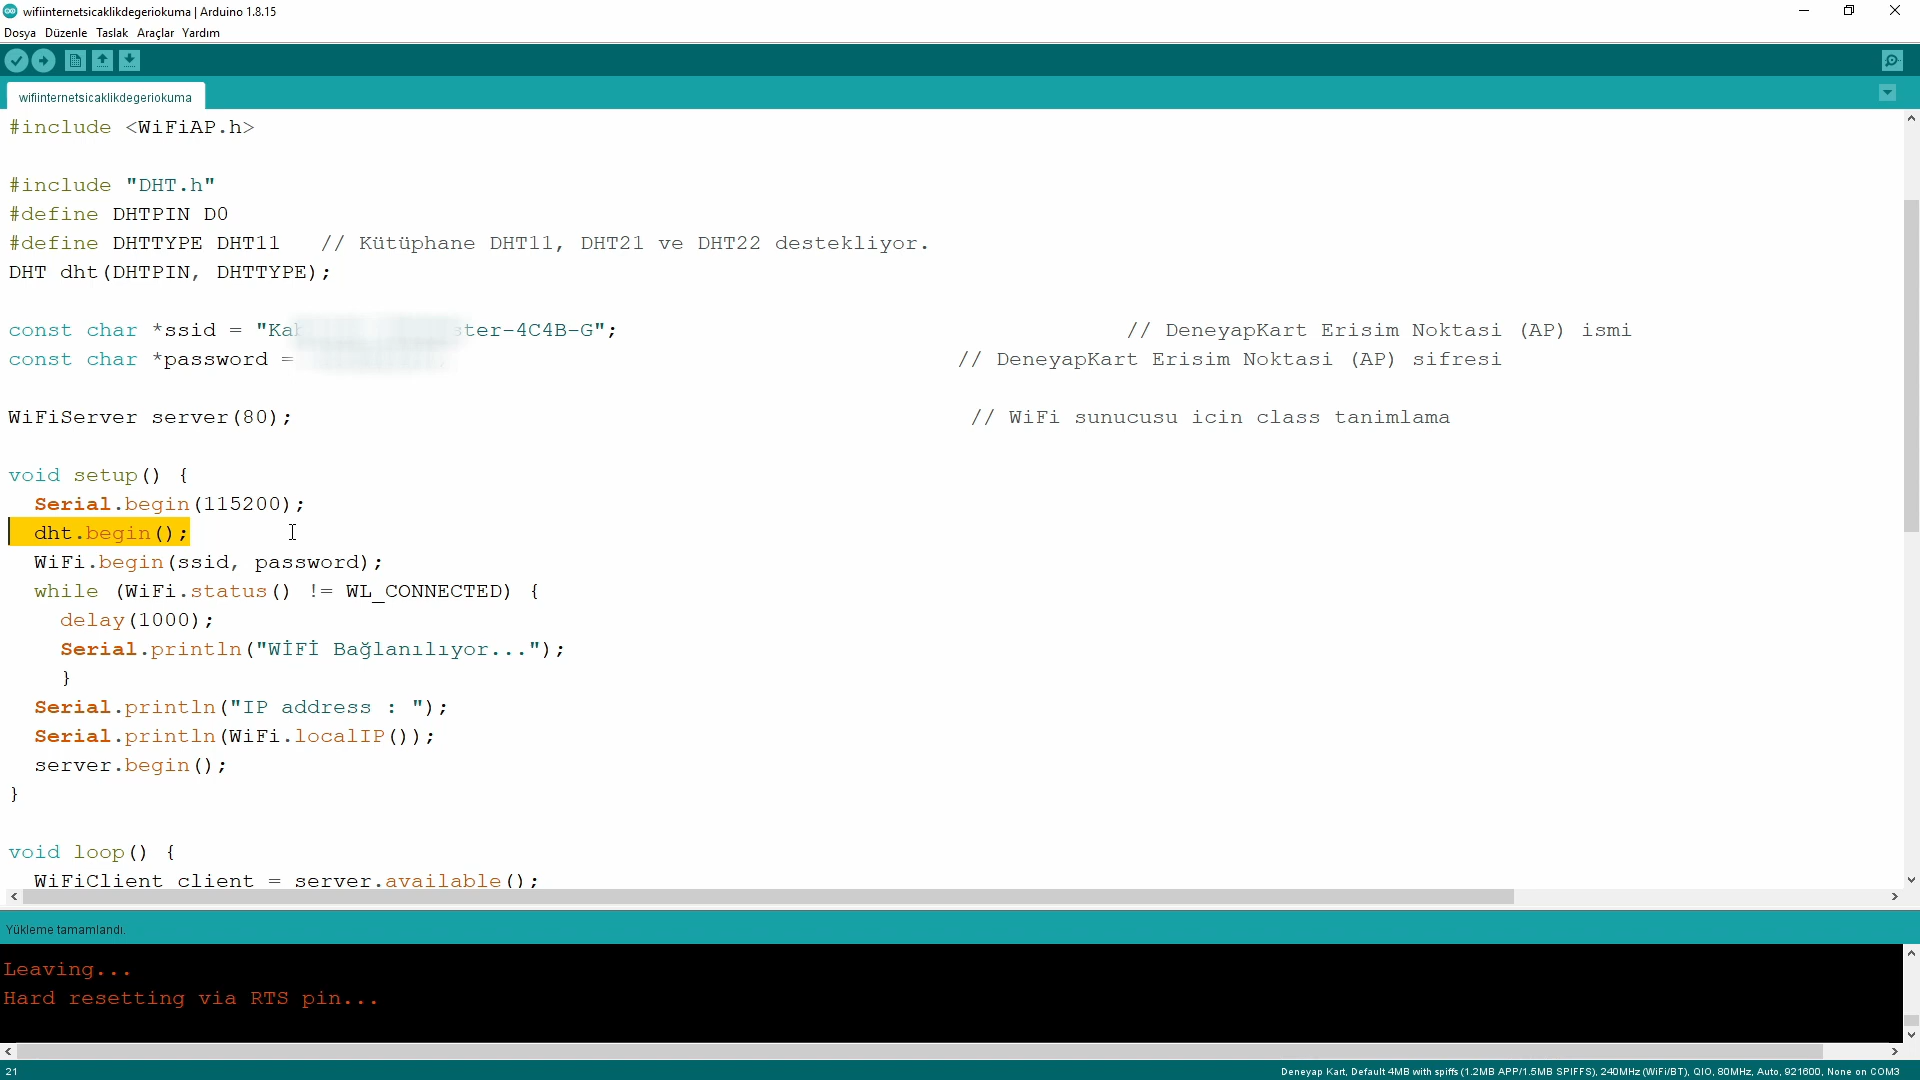 wifiinternetsicaklikdegeriokuma | Arduino 1.8.15
Dosya Düzenle Taslak Araçlar Yardım
wifiinternetsicaklikdegeriokuma
#include <WiFiAP.h>
#include "DHT.h"
#define DHTPIN D0
#define DHTTYPE DHT11 // Kütüphane DHT11, DHT21 ve DHT22 destekliyor.
DHT dht(DHTPIN, DHTTYPE);
const char *ssid = "Ka ster-4C4B-G"; // DeneyapKart Erisim Noktasi (AP) ismi
const char *password = // DeneyapKart Erisim Noktasi (AP) sifresi
WiFiServer server(80); // WiFi sunucusu icin class tanimlama
void setup() {
Serial.begin(115200);
dht.begin();
WiFi.begin(ssid, password);
while (WiFi.status() != WL_CONNECTED) {
delay(1000);
Serial.println("WİFİ Bağlanılıyor...");
}
Serial.println("IP address : ");
Serial.println(WiFi.localIP());
server.begin();
}
void loop() {
WiFiClient client = server.available();
Yükleme tamamlandı.
Leaving...
Hard resetting via RTS pin...
21 Deneyap Kart, Default 4MB with spiffs (1.2MB APP/1.5MB SPIFFS), 240MHz (WiFi/BT), QIO, 80MHz, Auto, 921600, None on COM3